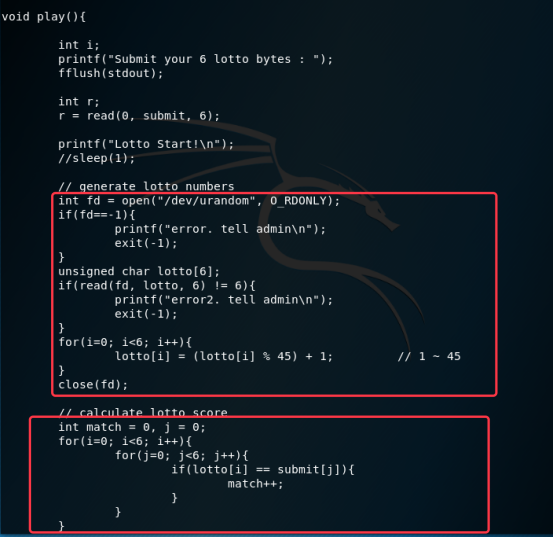 void play(){
int i;
printf("Submit your 6 lotto bytes : ");
fflush(stdout);
int r;
r = read(0, submit, 6);
printf("Lotto Start!\n");
//sleep(1);
// generate lotto numbers
int fd = open("/dev/urandom", O_RDONLY);
if(fd==-1){
printf("error. tell admin\n");
exit(-1);
}
unsigned char lotto[6];
if(read(fd, lotto, 6) != 6){
printf("error2. tell admin\n");
exit(-1);
}
for(i=0; i<6; i++){
lotto[i] = (lotto[i] % 45) + 1; // 1 ~ 45
}
close(fd);
// calculate lotto score
int match = 0, j = 0;
for(i=0; i<6; i++){
for(j=0; j<6; j++){
if(lotto[i] == submit[j]){
match++;
}
}
}